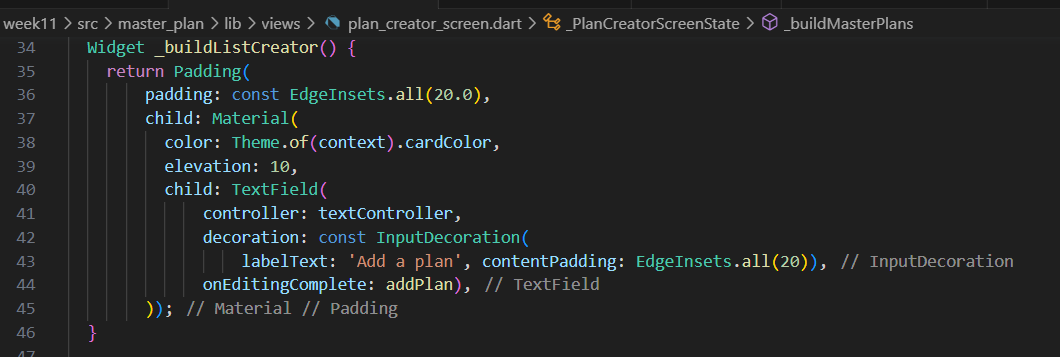 week11 > src > master_plan > lib > views > plan_creator_screen.dart > _PlanCreatorScreenState > _buildMasterPlans
34 Widget _buildListCreator() {
35 return Padding(
36 padding: const EdgeInsets.all(20.0),
37 child: Material(
38 color: Theme.of(context).cardColor,
39 elevation: 10,
40 child: TextField(
41 controller: textController,
42 decoration: const InputDecoration(
43 labelText: 'Add a plan', contentPadding: EdgeInsets.all(20)), // InputDecoration
44 onEditingComplete: addPlan), // TextField
45 )); // Material // Padding
46 }
47